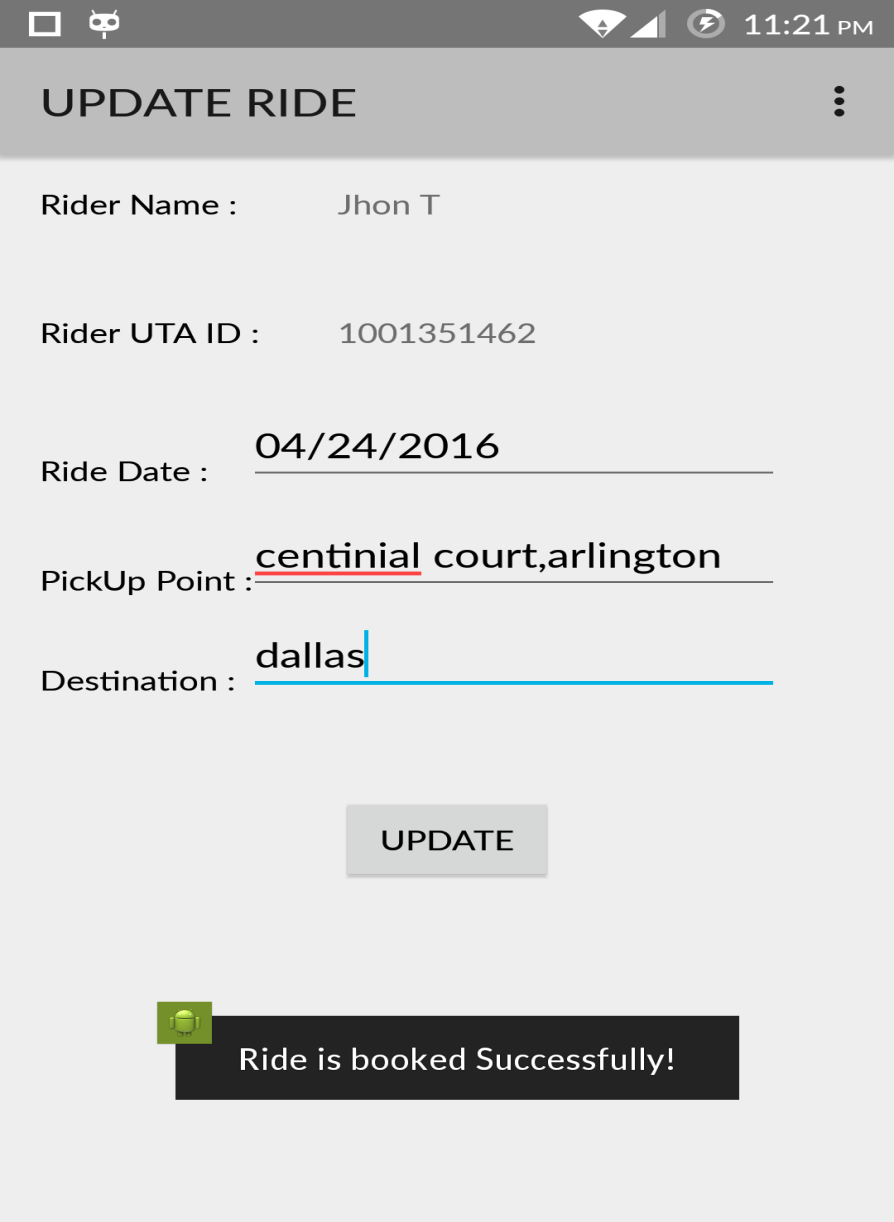 11:21 PM
UPDATE RIDE
Rider Name : Jhon T
Rider UTA ID : 1001351462
Ride Date : 04/24/2016
PickUp Point : centinial court,arlington
Destination : dallas
UPDATE
Ride is booked Successfully!